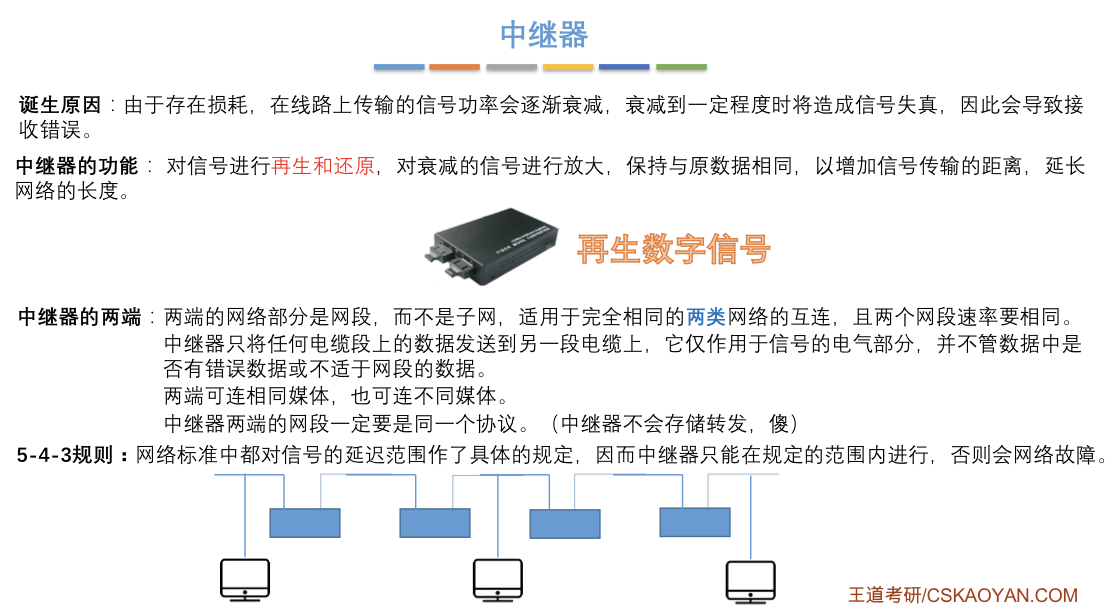 中继器
诞生原因：由于存在损耗，在线路上传输的信号功率会逐渐衰减，衰减到一定程度时将造成信号失真，因此会导致接
收错误。
中继器的功能： 对信号进行再生和还原，对衰减的信号进行放大，保持与原数据相同，以增加信号传输的距离，延长
网络的长度。
再生数字信号
中继器的两端：两端的网络部分是网段，而不是子网，适用于完全相同的两类网络的互连，且两个网段速率要相同。
中继器只将任何电缆段上的数据发送到另一段电缆上，它仅作用于信号的电气部分，并不管数据中是
否有错误数据或不适于网段的数据。
两端可连相同媒体，也可连不同媒体。
中继器两端的网段一定要是同一个协议。（中继器不会存储转发，傻）
5-4-3规则：网络标准中都对信号的延迟范围作了具体的规定，因而中继器只能在规定的范围内进行，否则会网络故障。
王道考研/CSKAOYAN.COM